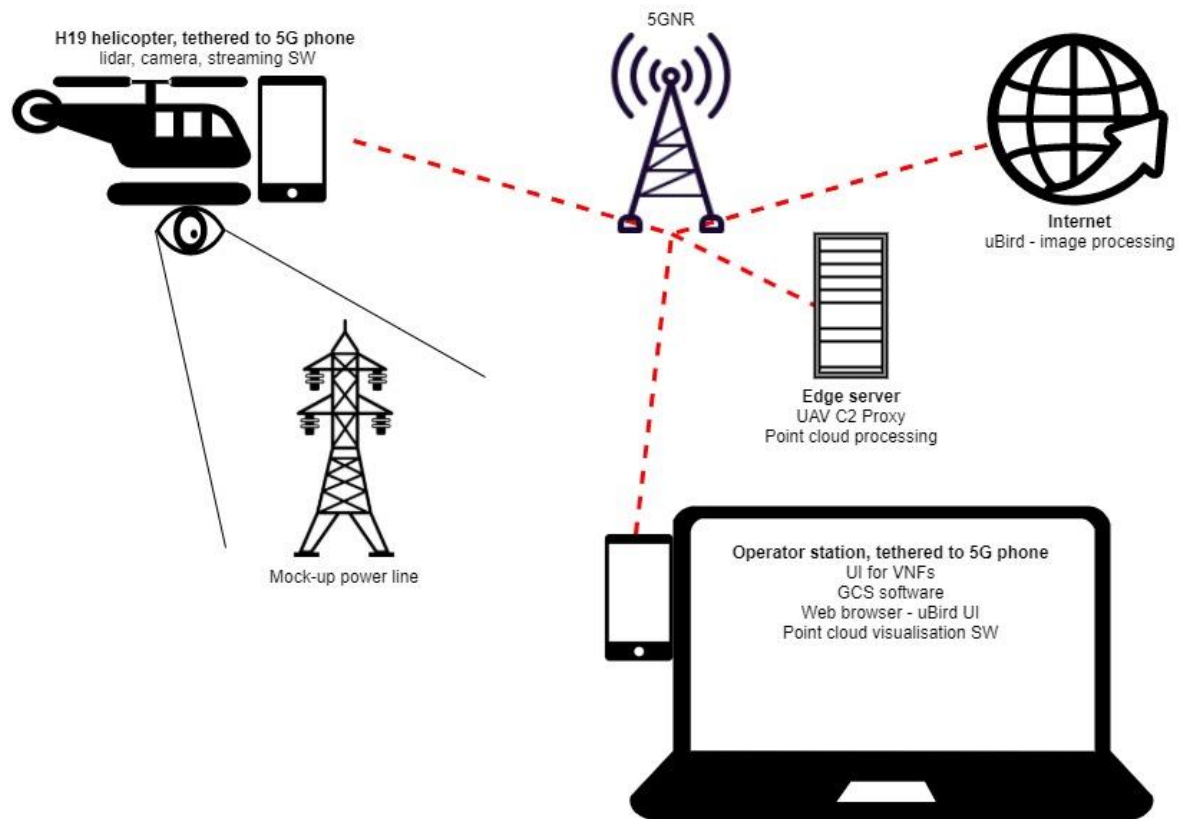 H19 helicopter, tethered to 5G phone
lidar, camera, streaming SW
5GNR
Internet
uBird - image processing
Edge server
UAV C2 Proxy
Point cloud processing
Mock-up power line
Operator station, tethered to 5G phone
UI for VNFs
GCS software
Web browser - uBird UI
Point cloud visualisation SW